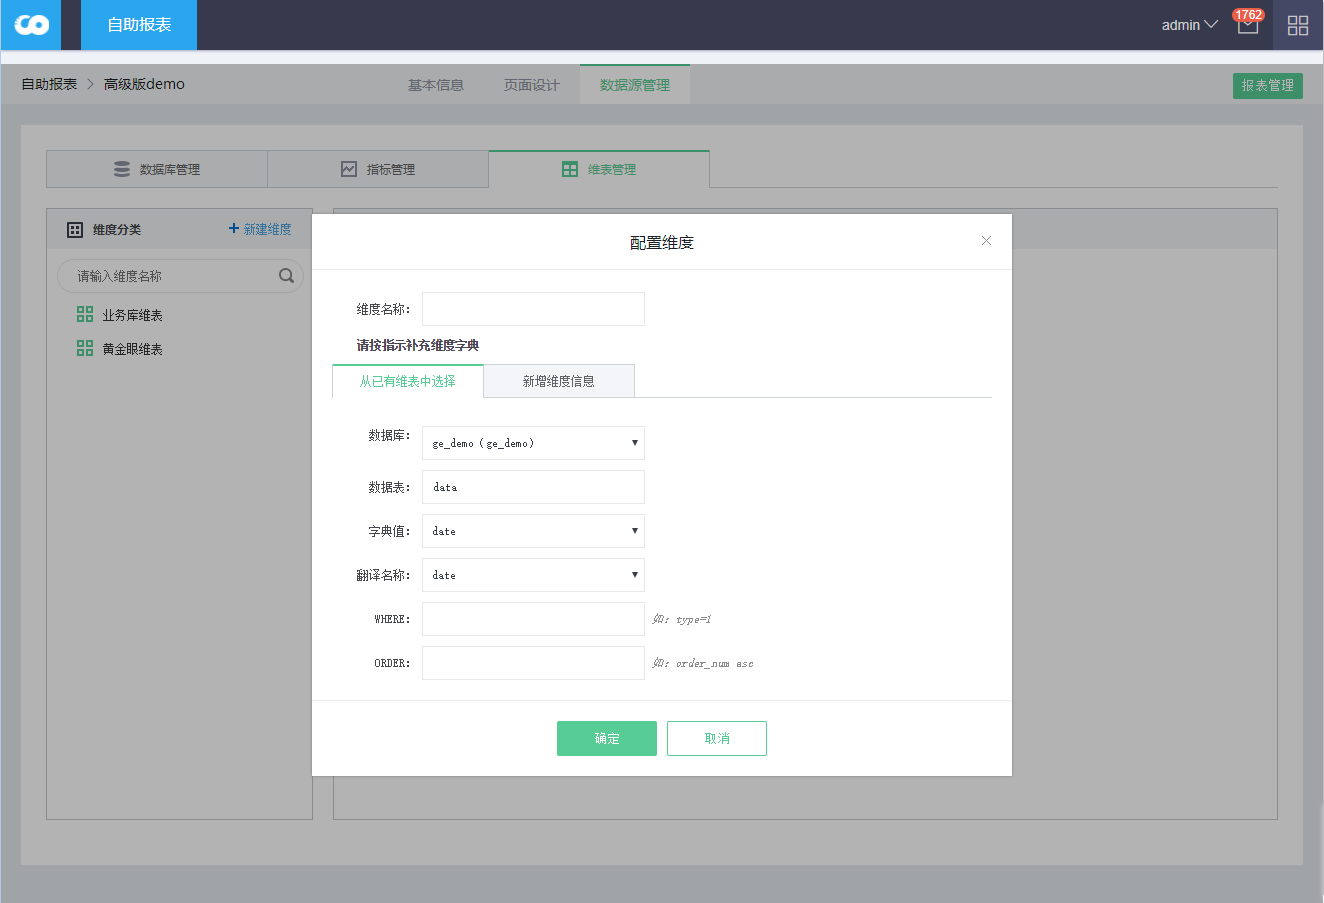 自助报表
admin
1762
自助报表 > 高级版demo
基本信息
页面设计
数据源管理
报表管理
数据库管理
指标管理
维表管理
维度分类
+ 新建维度
请输入维度名称
业务库维表
黄金眼维表
配置维度
维度名称：
请按指示补充维度字典
从已有维表中选择
新增维度信息
数据库： ge_demo（ge_demo）
数据表： data
字典值： date
翻译名称： date
WHERE： 如：type=1
ORDER： 如：order_num asc
确定
取消